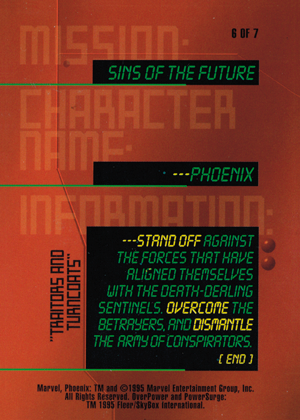 6 OF 7
MISSION:
SINS OF THE FUTURE
CHARACTER
NAME:
---PHOENIX
INFORMATION:
"TRAITORS AND
TURNCOATS"
---STAND OFF AGAINST
THE FORCES THAT HAVE
ALIGNED THEMSELVES
WITH THE DEATH-DEALING
SENTINELS. OVERCOME THE
BETRAYERS, AND DISMANTLE
THE ARMY OF CONSPIRATORS.
( END )
Marvel, Phoenix; TM and ©1995 Marvel Entertainment Group, Inc.
All Rights Reserved. OverPower and PowerSurge:
TM 1995 Fleer/SkyBox International.